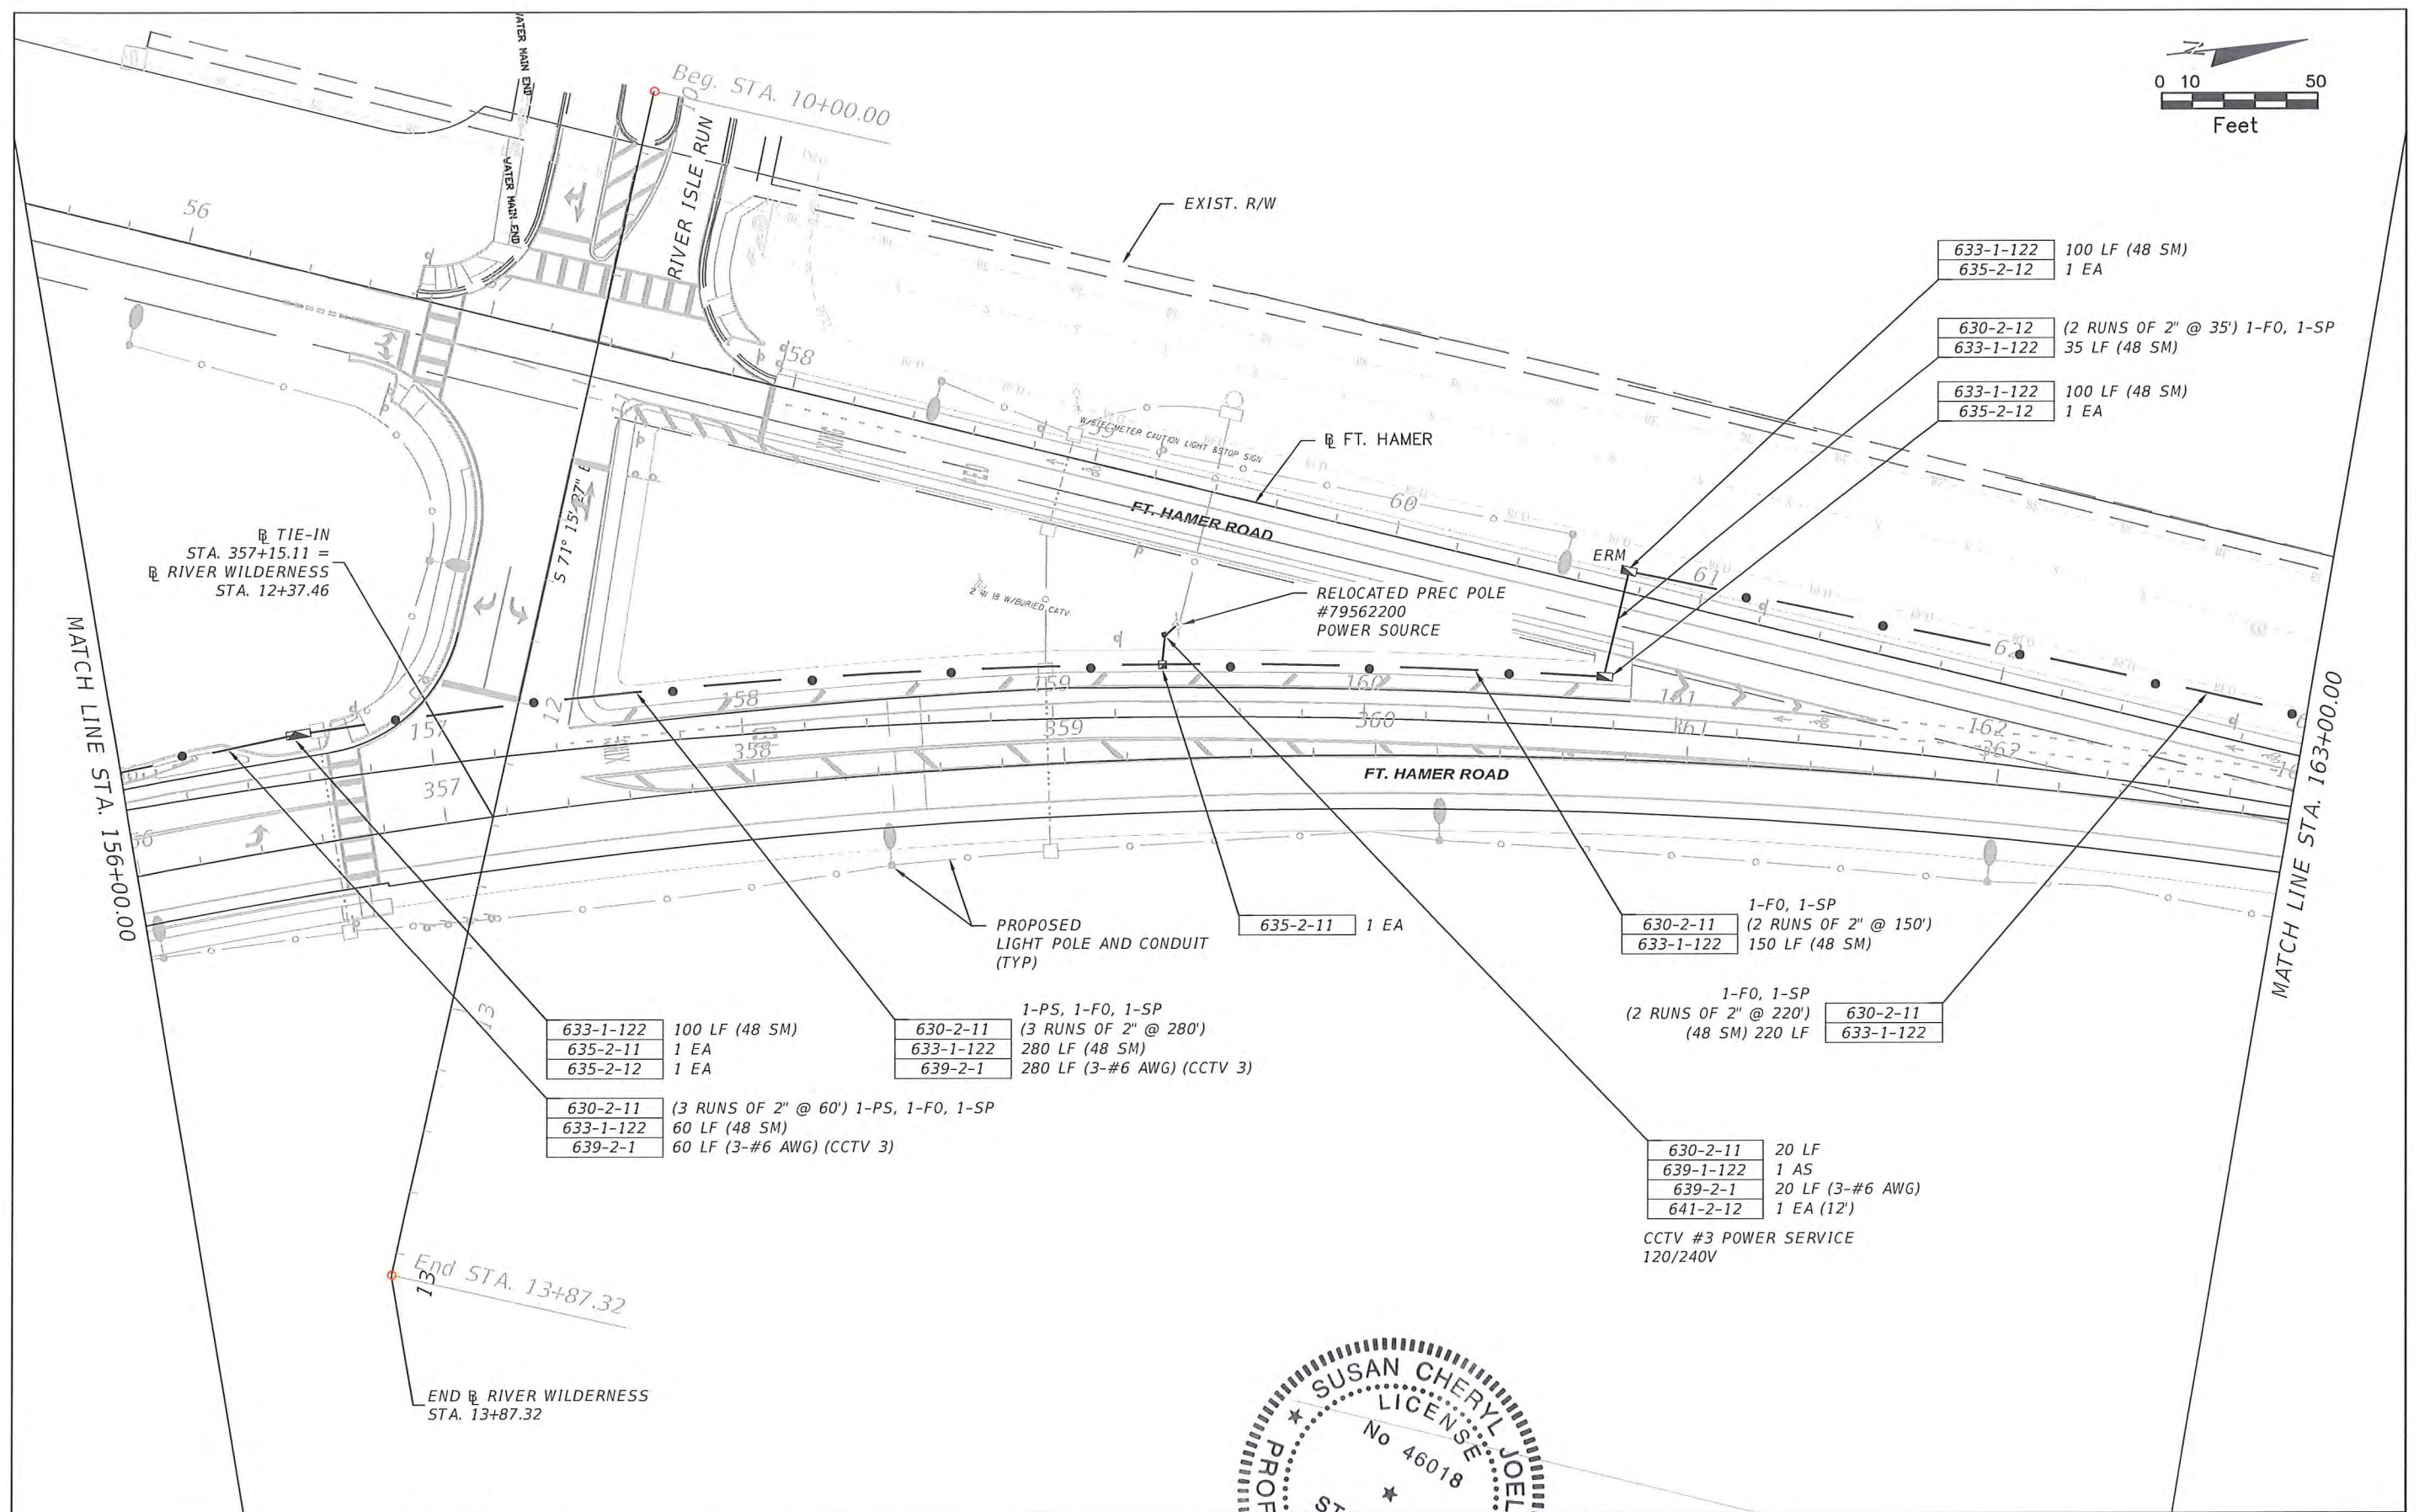 Beg. STA. 10+00.00
0 10 50
Feet
WATER MAIN END
RIVER ISLE RUN
56
58
EXIST. R/W
633-1-122 100 LF (48 SM)
635-2-12 1 EA
630-2-12 (2 RUNS OF 2" @ 35') 1-FO, 1-SP
633-1-122 35 LF (48 SM)
633-1-122 100 LF (48 SM)
635-2-12 1 EA
W/6TEC METER CAUTION LIGHT &STOP SIGN
℄ FT. HAMER
60
FT. HAMER ROAD
S 71° 15'27" E
℄ TIE-IN
STA. 357+15.11 =
℄ RIVER WILDERNESS
STA. 12+37.46
ERM
61
62
RELOCATED PREC POLE
#79562200
POWER SOURCE
MATCH LINE STA. 156+00.00
MATCH LINE STA. 163+00.00
12
157
158
159
160
161
162
357
358
359
360
361
362
FT. HAMER ROAD
PROPOSED
LIGHT POLE AND CONDUIT
(TYP)
635-2-11 1 EA
1-FO, 1-SP
630-2-11 (2 RUNS OF 2" @ 150')
633-1-122 150 LF (48 SM)
1-FO, 1-SP
(2 RUNS OF 2" @ 220') 630-2-11
(48 SM) 220 LF 633-1-122
13
633-1-122 100 LF (48 SM)
635-2-11 1 EA
635-2-12 1 EA
1-PS, 1-FO, 1-SP
630-2-11 (3 RUNS OF 2" @ 280')
633-1-122 280 LF (48 SM)
639-2-1 280 LF (3-#6 AWG) (CCTV 3)
630-2-11 (3 RUNS OF 2" @ 60') 1-PS, 1-FO, 1-SP
633-1-122 60 LF (48 SM)
639-2-1 60 LF (3-#6 AWG) (CCTV 3)
630-2-11 20 LF
639-1-122 1 AS
639-2-1 20 LF (3-#6 AWG)
641-2-12 1 EA (12')
CCTV #3 POWER SERVICE
120/240V
End STA. 13+87.32
13
END ℄ RIVER WILDERNESS
STA. 13+87.32
SUSAN CHERYL JOEL
LICENSE
No 46018